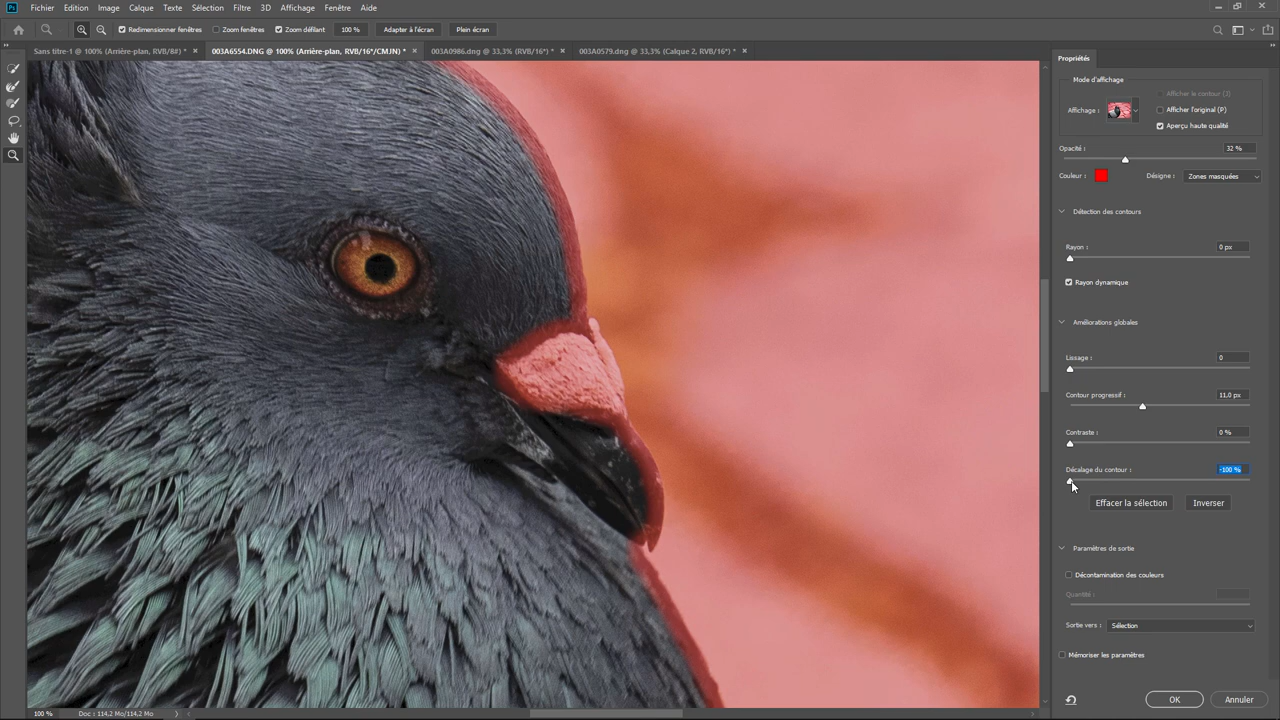 Ps Fichier Edition Image Calque Texte Sélection Filtre 3D Affichage Fenêtre Aide
Redimensionner fenêtres Zoom fenêtres Zoom défilant 100 % Adapter à l'écran Plein écran
Sans titre-1 @ 100% (Arrière-plan, RVB/8#) * × 003A6554.DNG @ 100% (Arrière-plan, RVB/16*/CMJN) * × 003A0986.dng @ 33,3% (RVB/16*) * × 003A0579.dng @ 33,3% (Calque 2, RVB/16*) * ×
Propriétés
Mode d'affichage
Afficher le contour (J)
Affichage :
Afficher l'original (P)
Aperçu haute qualité
Opacité : 32 %
Couleur : Désigne : Zones masquées
Détection des contours
Rayon : 0 px
Rayon dynamique
Améliorations globales
Lissage : 0
Contour progressif : 11,0 px
Contraste : 0 %
Décalage du contour : -100 %
Effacer la sélection Inverser
Paramètres de sortie
Décontamination des couleurs
Quantité :
Sortie vers : Sélection
Mémoriser les paramètres
OK Annuler
100 % Doc : 114,2 Mo/114,2 Mo